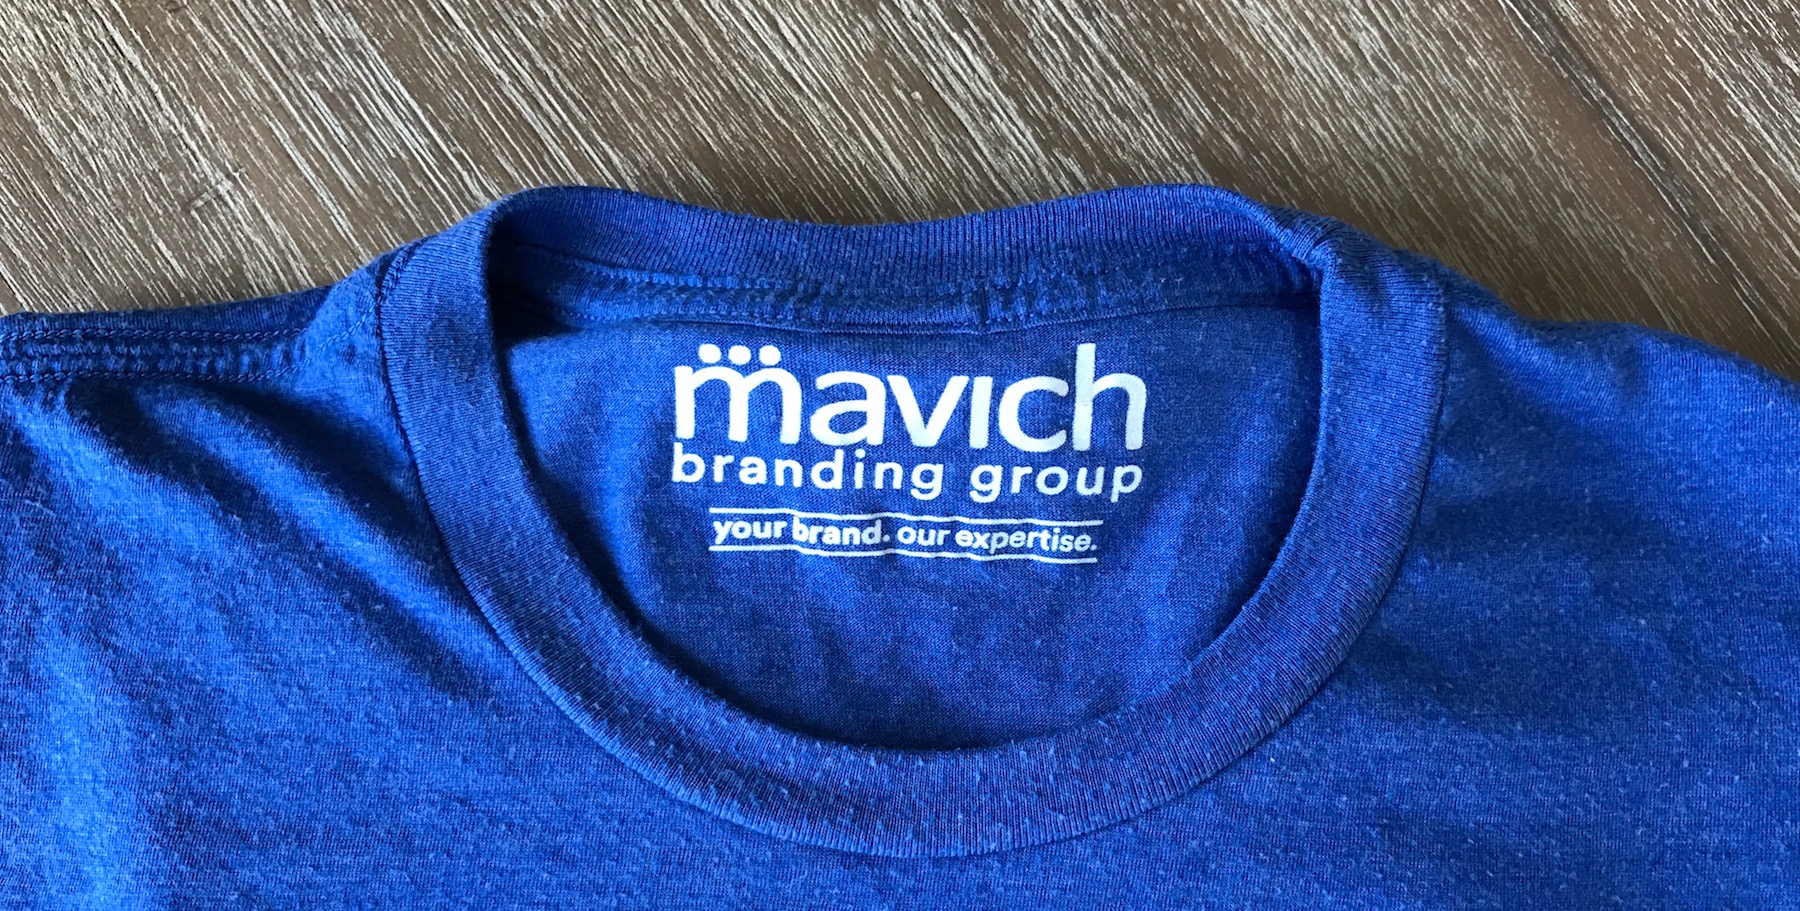 mavich
branding group
your brand. our expertise.